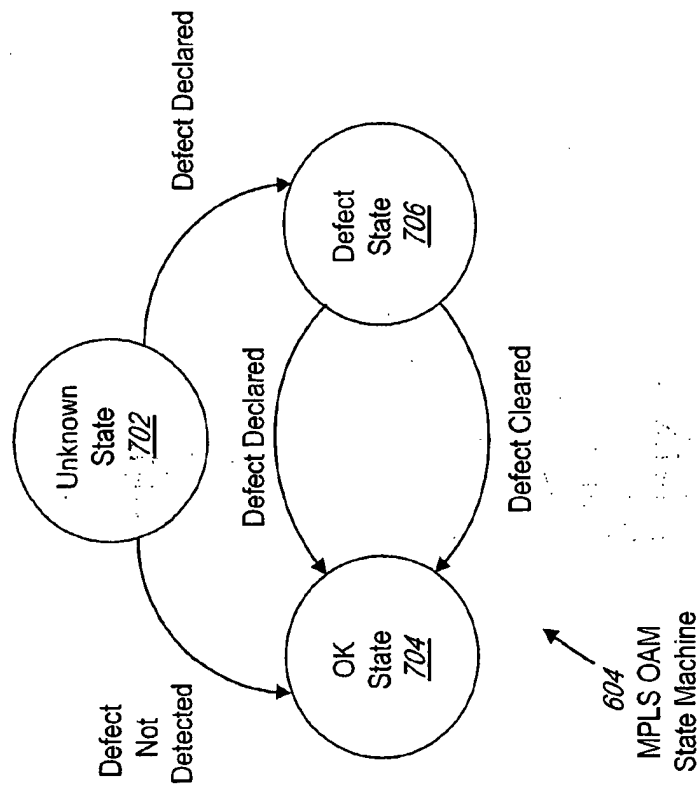 Unknown
State
702
Defect
Not
Detected
Defect Declared
OK
State
704
Defect Declared
Defect
State
706
Defect Cleared
604
MPLS OAM
State Machine